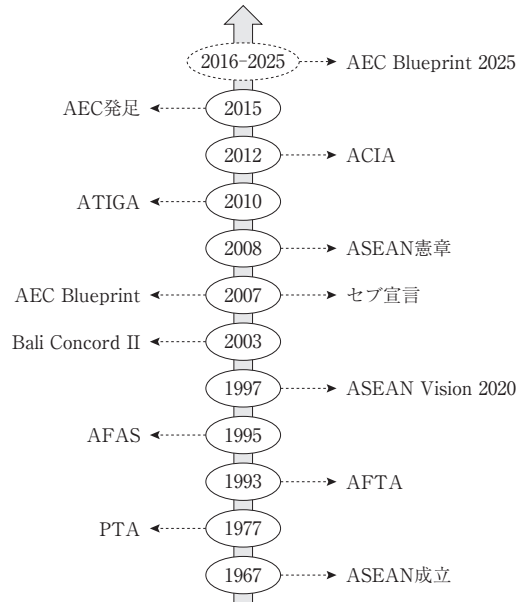 2016-2025 AEC Blueprint 2025
AEC発足 2015
2012 ACIA
ATIGA 2010
2008 ASEAN憲章
AEC Blueprint 2007 セブ宣言
Bali Concord II 2003
1997 ASEAN Vision 2020
AFAS 1995
1993 AFTA
PTA 1977
1967 ASEAN成立